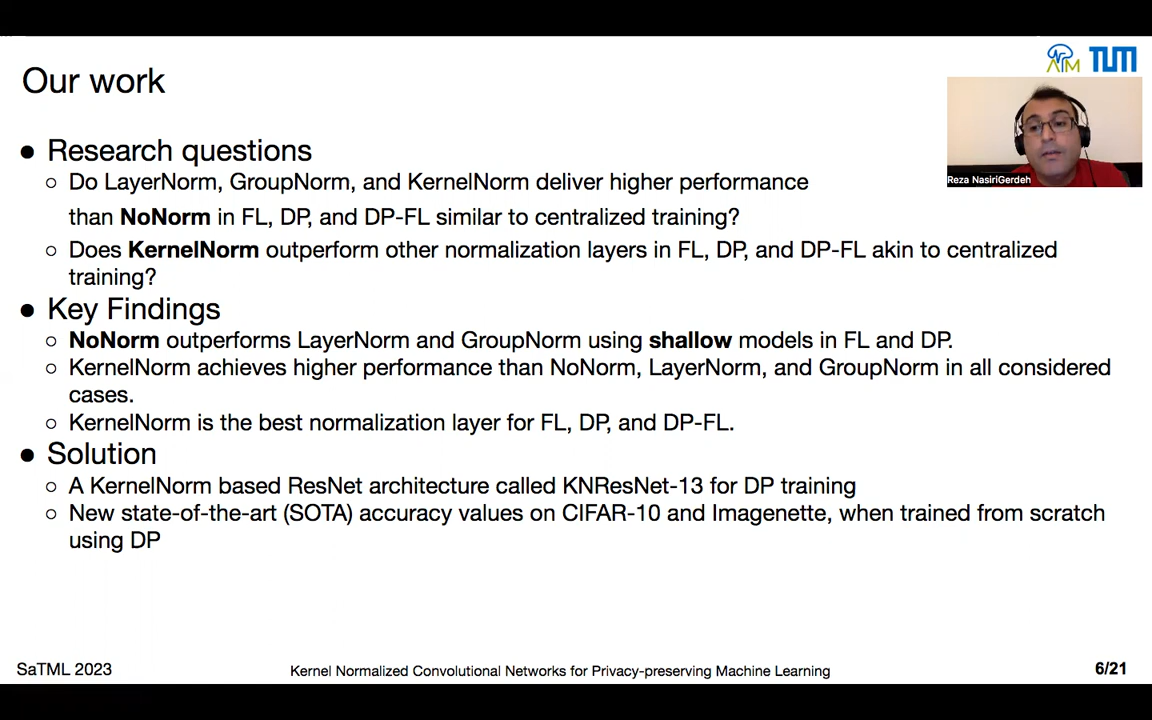 Our work
AIM TUM
Reza NasiriGerdeh
● Research questions
○ Do LayerNorm, GroupNorm, and KernelNorm deliver higher performance
than NoNorm in FL, DP, and DP-FL similar to centralized training?
○ Does KernelNorm outperform other normalization layers in FL, DP, and DP-FL akin to centralized
training?
● Key Findings
○ NoNorm outperforms LayerNorm and GroupNorm using shallow models in FL and DP.
○ KernelNorm achieves higher performance than NoNorm, LayerNorm, and GroupNorm in all considered
cases.
○ KernelNorm is the best normalization layer for FL, DP, and DP-FL.
● Solution
○ A KernelNorm based ResNet architecture called KNResNet-13 for DP training
○ New state-of-the-art (SOTA) accuracy values on CIFAR-10 and Imagenette, when trained from scratch
using DP
SaTML 2023
Kernel Normalized Convolutional Networks for Privacy-preserving Machine Learning
6/21